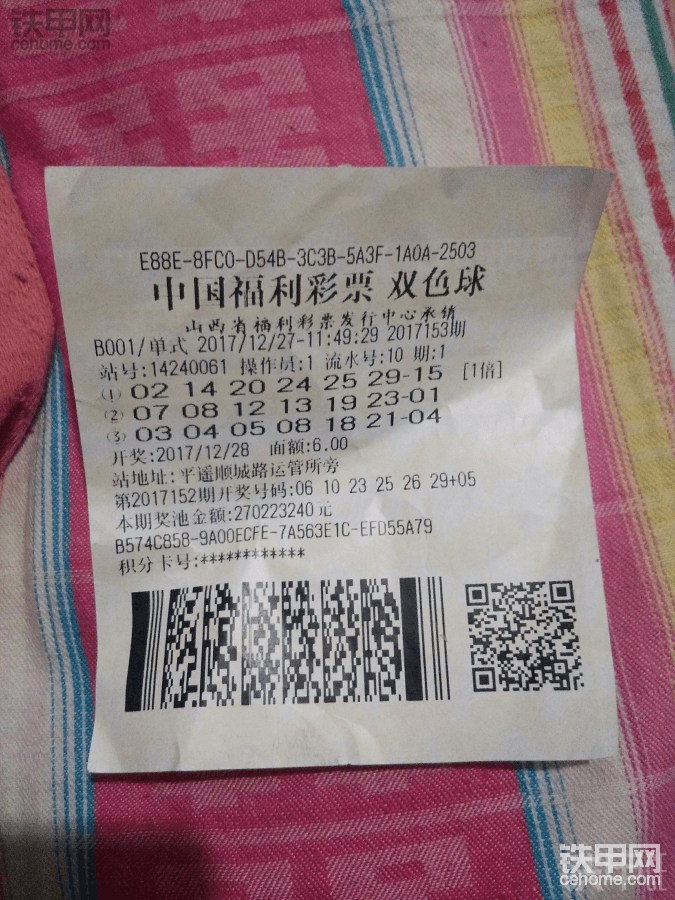 铁甲网
cehome.com
E88E-8FC0-D54B-3C3B-5A3F-1A0A-2503
中国福利彩票 双色球
山西省福利彩票发行中心承销
B001/单式 2017/12/27-11:49:29 2017153期
站号:14240061 操作员:1 流水号:10 期:1
① 02 14 20 24 25 29-15 [1倍]
② 07 08 12 13 19 23-01
③ 03 04 05 08 18 21-04
开奖:2017/12/28 面额:6.00
站地址: 平遥顺城路运管所旁
第2017152期开奖号码:06 10 23 25 26 29+05
本期奖池金额:270223240元
B574C858-9A00ECFE-7A563E1C-EFD55A79
积分卡号:************
铁甲网
cehome.com